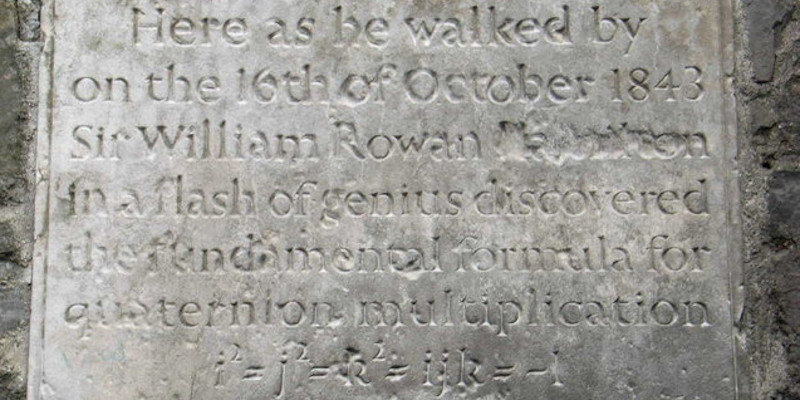 Here as he walked by
on the 16th of October 1843
Sir William Rowan Hamilton
in a flash of genius discovered
the fundamental formula for
quaternion multiplication
i² = j² = k² = ijk = −1